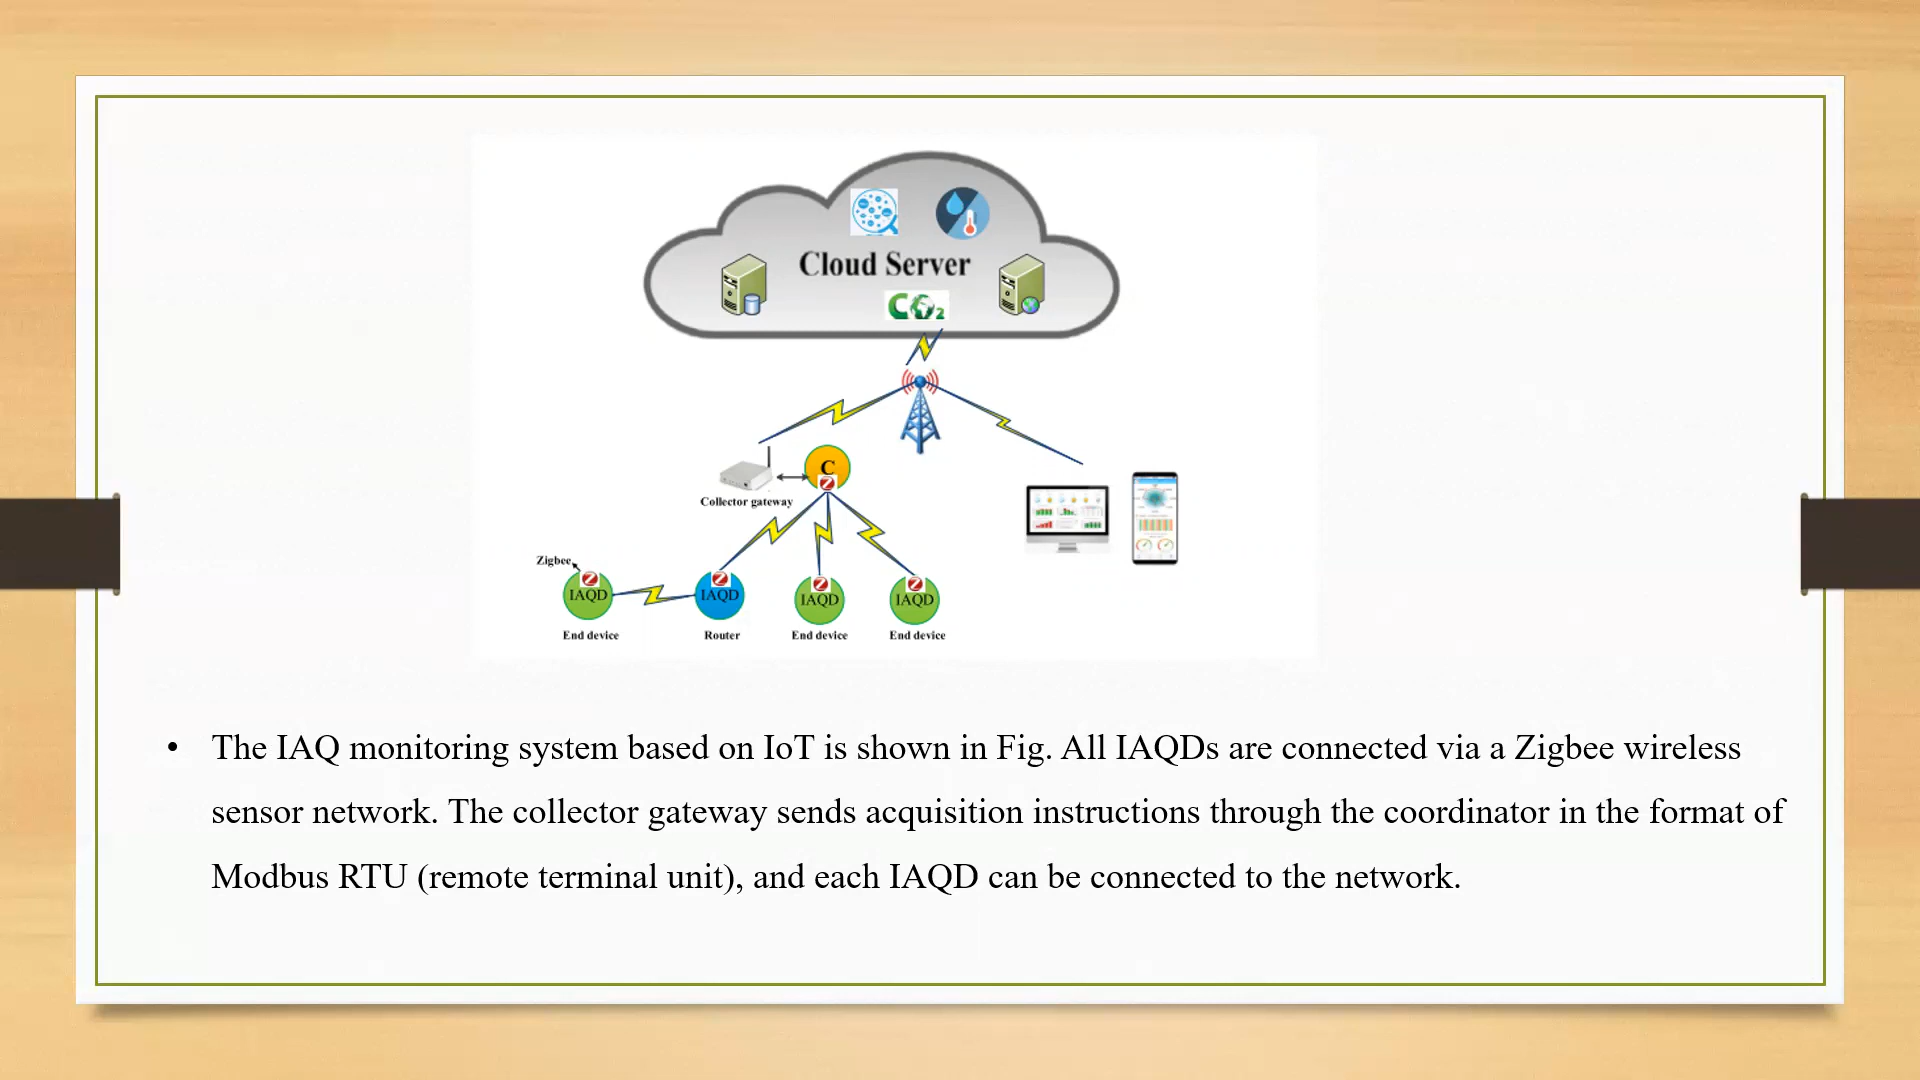 Cloud Server
CO2
C
Collector gateway
Zigbee
IAQD
IAQD
IAQD
IAQD
End device
Router
End device
End device
• The IAQ monitoring system based on IoT is shown in Fig. All IAQDs are connected via a Zigbee wireless
sensor network. The collector gateway sends acquisition instructions through the coordinator in the format of
Modbus RTU (remote terminal unit), and each IAQD can be connected to the network.